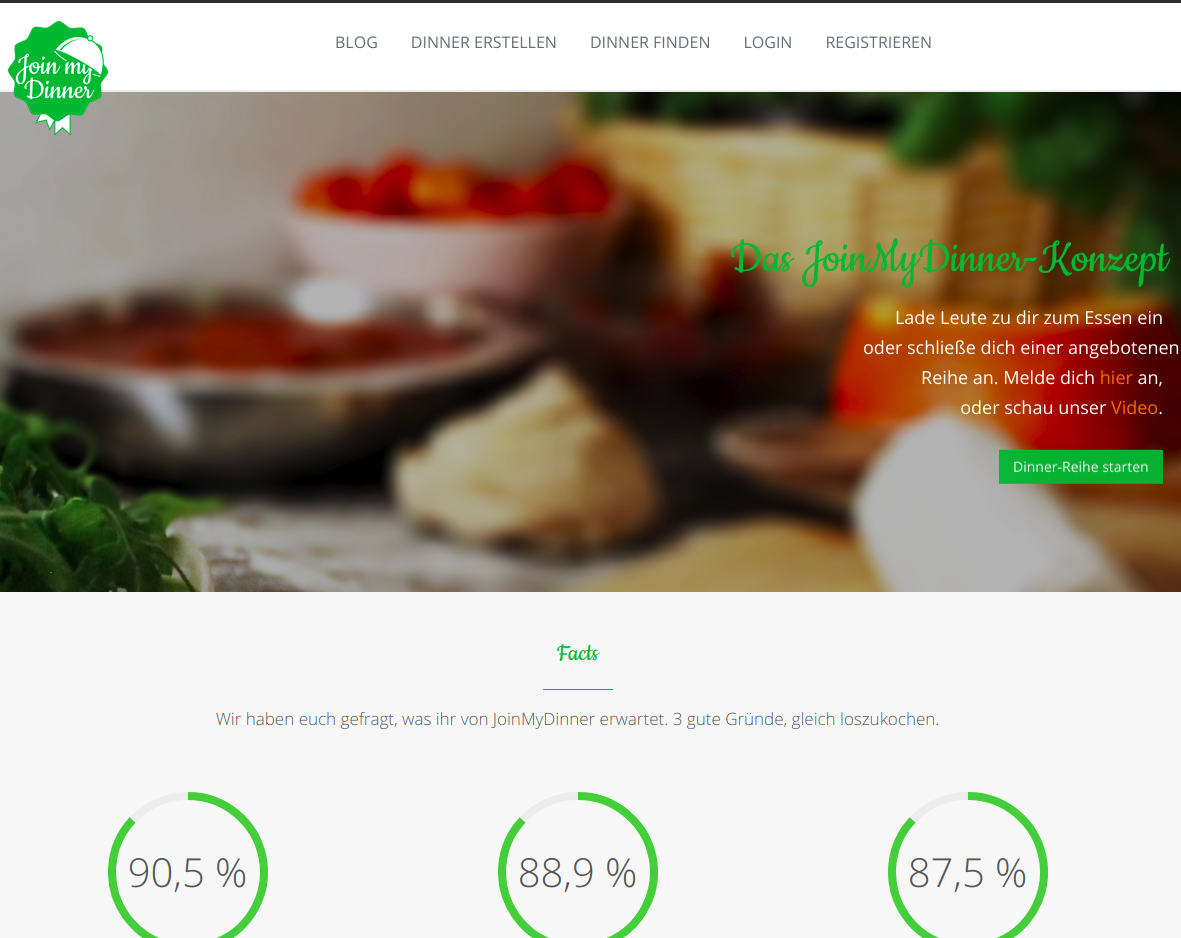 Join my
Dinner
BLOG DINNER ERSTELLEN DINNER FINDEN LOGIN REGISTRIEREN
Das JoinMyDinner-Konzept
Lade Leute zu dir zum Essen ein
oder schließe dich einer angebotenen
Reihe an. Melde dich hier an,
oder schau unser Video.
Dinner-Reihe starten
Facts
Wir haben euch gefragt, was ihr von JoinMyDinner erwartet. 3 gute Gründe, gleich loszukochen.
90,5 % 88,9 % 87,5 %